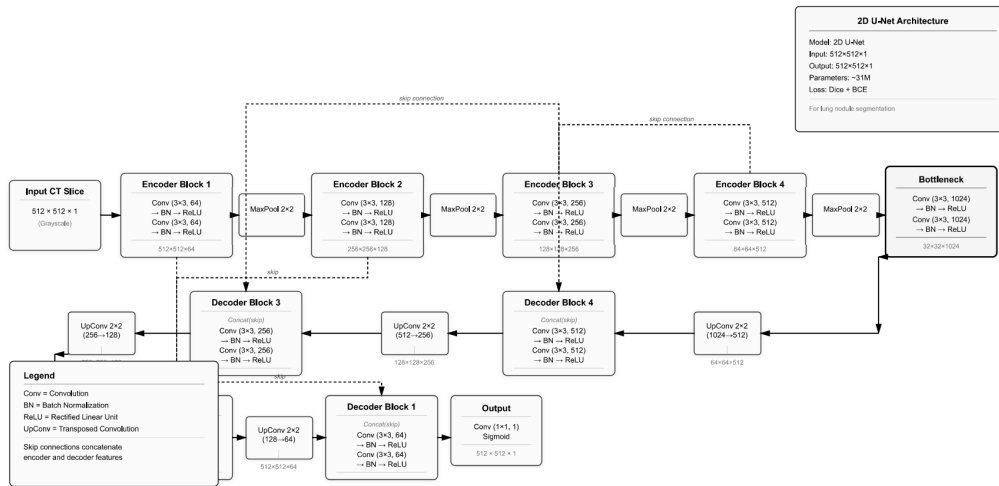 2D U-Net Architecture
Model: 2D U-Net
Input: 512×512×1
Output: 512×512×1
Parameters: ~31M
Loss: Dice + BCE
For lung nodule segmentation
skip connection
skip connection
Input CT Slice
512 × 512 × 1
(Grayscale)
Encoder Block 1
Conv (3×3, 64)
→ BN → ReLU
Conv (3×3, 64)
→ BN → ReLU
512×512×64
MaxPool 2×2
Encoder Block 2
Conv (3×3, 128)
→ BN → ReLU
Conv (3×3, 128)
→ BN → ReLU
256×256×128
MaxPool 2×2
Encoder Block 3
Conv (3×3, 256)
→ BN → ReLU
Conv (3×3, 256)
→ BN → ReLU
128×128×256
MaxPool 2×2
Encoder Block 4
Conv (3×3, 512)
→ BN → ReLU
Conv (3×3, 512)
→ BN → ReLU
64×64×512
MaxPool 2×2
Bottleneck
Conv (3×3, 1024)
→ BN → ReLU
Conv (3×3, 1024)
→ BN → ReLU
32×32×1024
skip
UpConv 2×2
(256→128)
Decoder Block 3
Concat(skip)
Conv (3×3, 256)
→ BN → ReLU
Conv (3×3, 256)
→ BN → ReLU
UpConv 2×2
(512→256)
128×128×256
Decoder Block 4
Concat(skip)
Conv (3×3, 512)
→ BN → ReLU
Conv (3×3, 512)
→ BN → ReLU
UpConv 2×2
(1024→512)
64×64×512
Legend
Conv = Convolution
BN = Batch Normalization
ReLU = Rectified Linear Unit
UpConv = Transposed Convolution
Skip connections concatenate
encoder and decoder features
skip
UpConv 2×2
(128→64)
512×512×64
Decoder Block 1
Concat(skip)
Conv (3×3, 64)
→ BN → ReLU
Conv (3×3, 64)
→ BN → ReLU
Output
Conv (1×1, 1)
Sigmoid
512 × 512 × 1